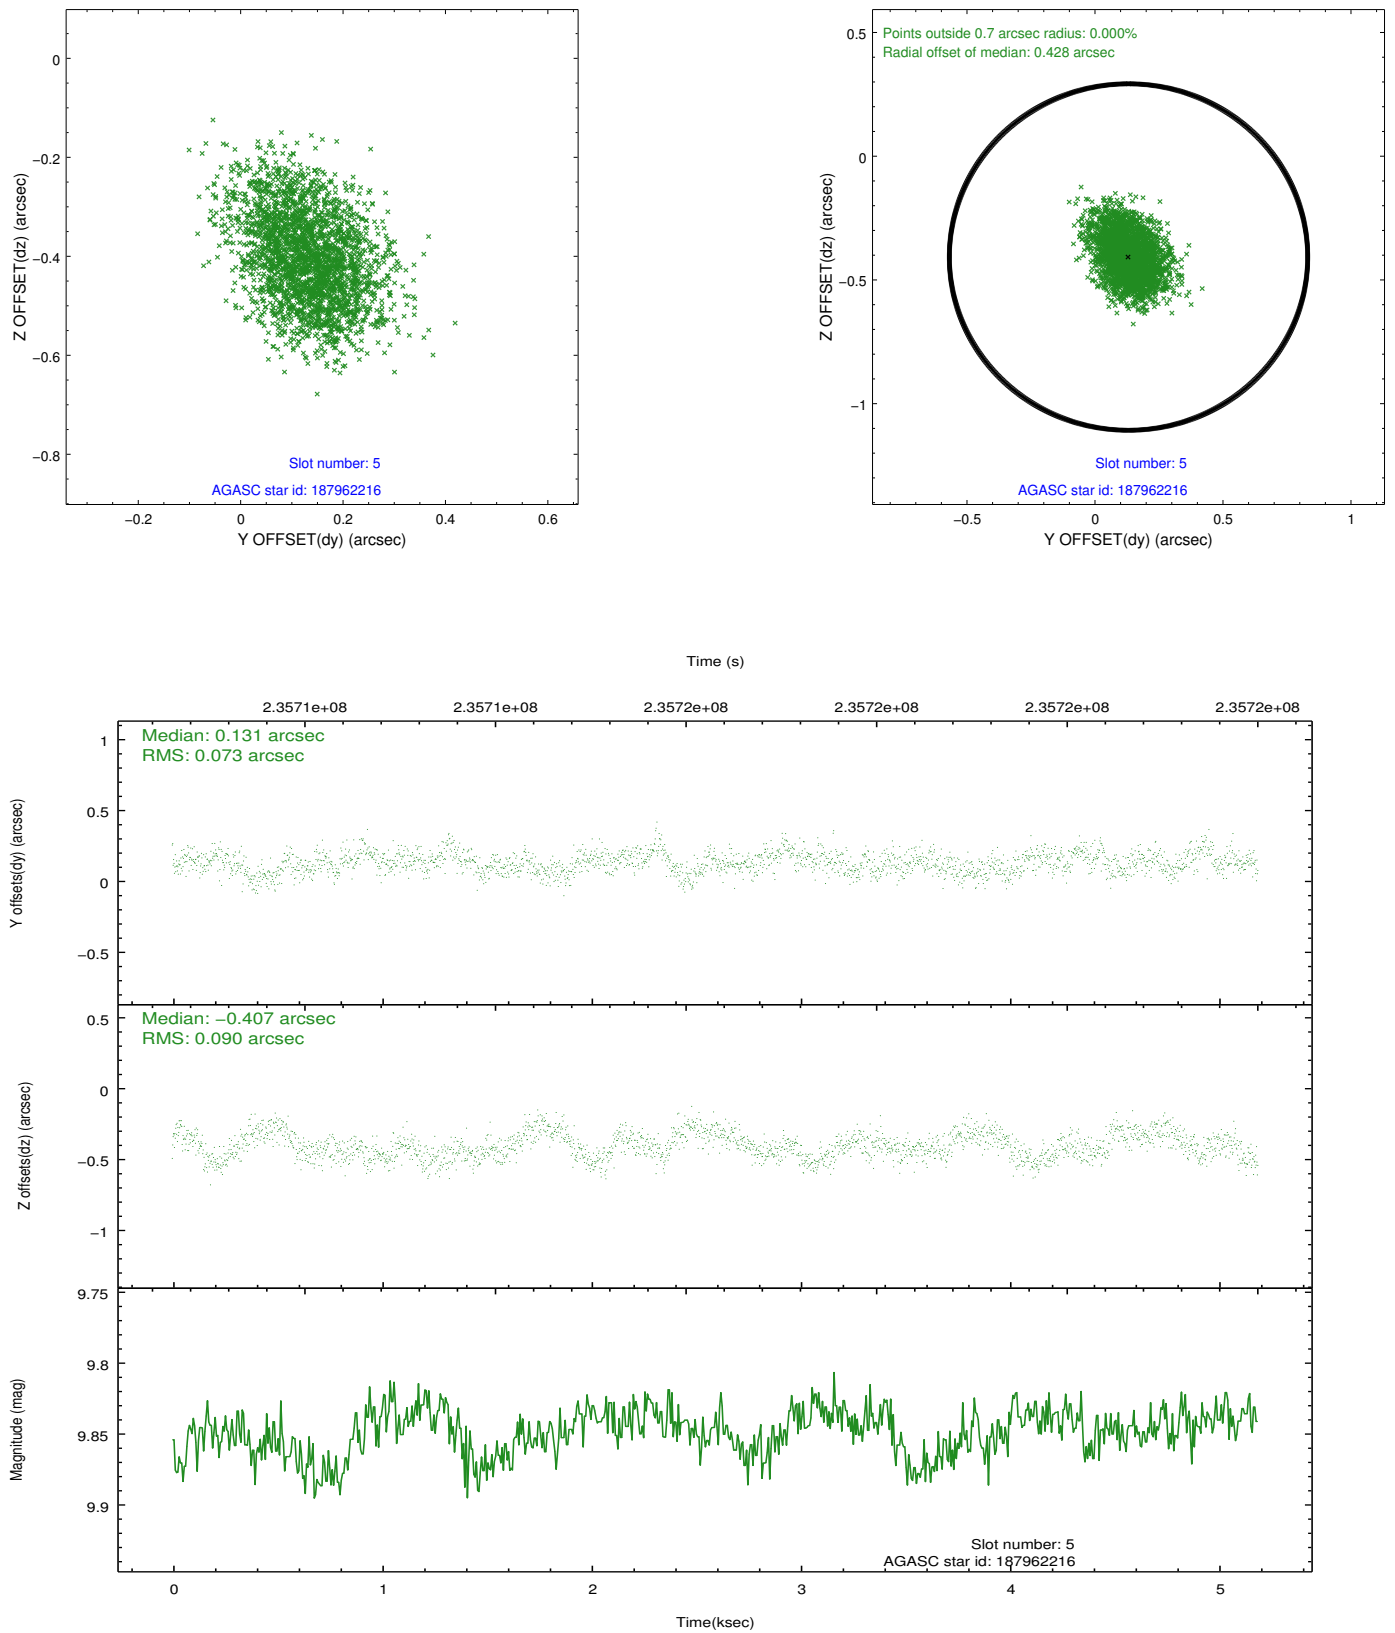 0
−0.2
−0.4
−0.6
−0.8
Z OFFSET(dz) (arcsec)
Slot number: 5
AGASC star id: 187962216
−0.2
0
0.2
0.4
0.6
Y OFFSET(dy) (arcsec)
Points outside 0.7 arcsec radius: 0.000%
Radial offset of median: 0.428 arcsec
0.5
0
−0.5
−1
Z OFFSET(dz) (arcsec)
Slot number: 5
AGASC star id: 187962216
−0.5
0
0.5
1
Y OFFSET(dy) (arcsec)
Time (s)
2.3571e+08
2.3571e+08
2.3572e+08
2.3572e+08
2.3572e+08
2.3572e+08
Median: 0.131 arcsec
RMS: 0.073 arcsec
1
0.5
0
−0.5
Y offsets(dy) (arcsec)
Median: −0.407 arcsec
RMS: 0.090 arcsec
0.5
0
−0.5
−1
Z offsets(dz) (arcsec)
9.75
9.8
9.85
9.9
Magnitude (mag)
Slot number: 5
AGASC star id: 187962216
0
1
2
3
4
5
Time(ksec)